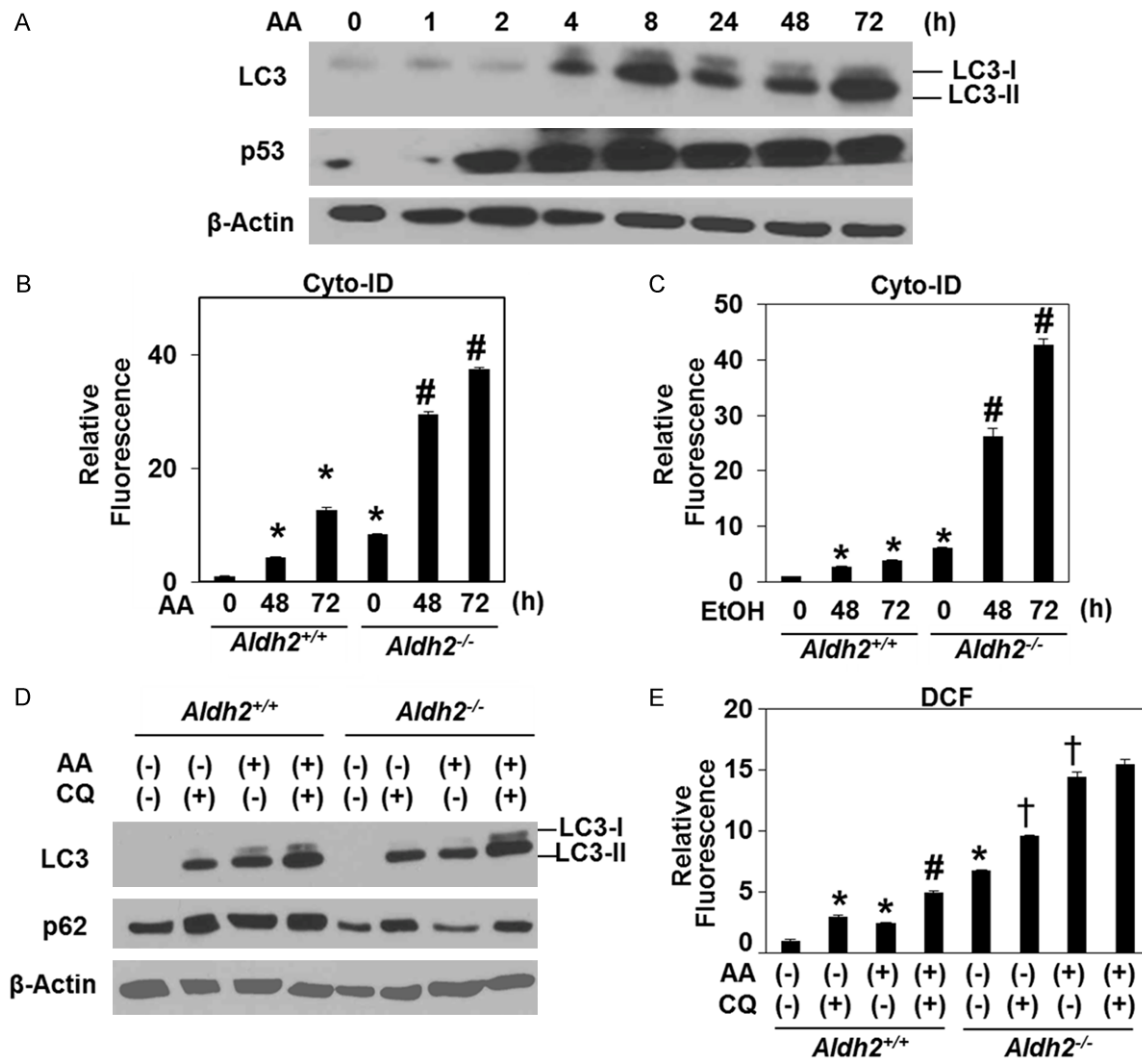 A
AA 0 1 2 4 8 24 48 72 (h)
LC3
LC3-I
LC3-II
p53
β-Actin
B
Cyto-ID
Relative
Fluorescence
40
20
0
*
*
*
#
#
AA 0 48 72 0 48 72 (h)
Aldh2+/+ Aldh2-/-
C
Cyto-ID
Relative
Fluorescence
50
40
30
20
10
0
*
*
*
#
#
EtOH 0 48 72 0 48 72 (h)
Aldh2+/+ Aldh2-/-
D
Aldh2+/+ Aldh2-/-
AA (-) (-) (+) (+) (-) (-) (+) (+)
CQ (-) (+) (-) (+) (-) (+) (-) (+)
LC3
LC3-I
LC3-II
p62
β-Actin
E
DCF
Relative
Fluorescence
20
15
10
5
0
*
*
#
*
†
†
AA (-) (-) (+) (+) (-) (-) (+) (+)
CQ (-) (+) (-) (+) (-) (+) (-) (+)
Aldh2+/+ Aldh2-/-